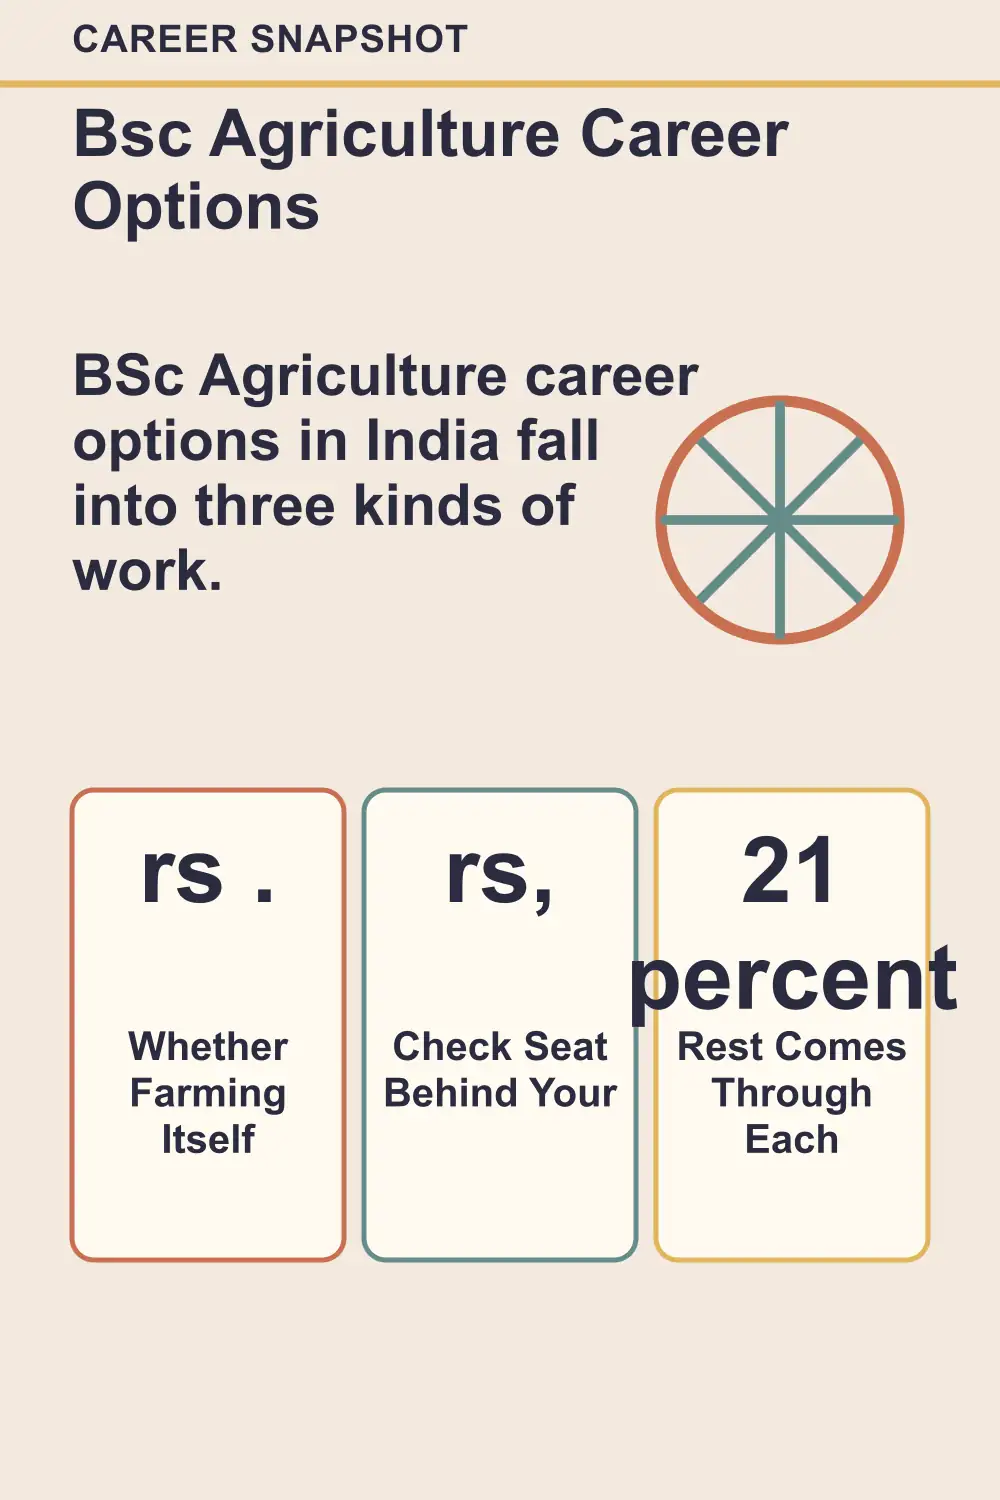 CAREER SNAPSHOT
Bsc Agriculture Career
Options
BSc Agriculture career
options in India fall
into three kinds of
work.
rs .
Whether
Farming
Itself
rs,
Check Seat
Behind Your
21
percent
Rest Comes
Through
Each